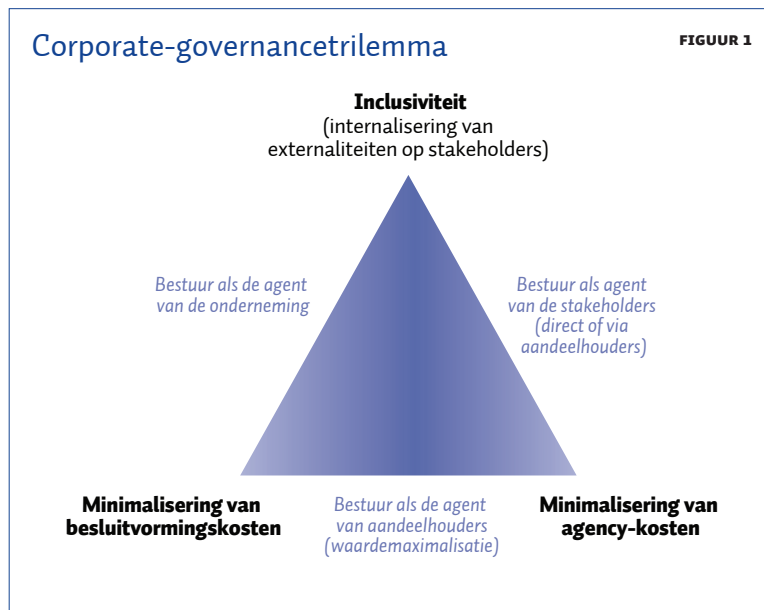 Corporate-governancetrilemma
FIGUUR 1
Inclusiviteit
(internalisering van
externaliteiten op stakeholders)
Bestuur als de agent
van de onderneming
Bestuur als agent
van de stakeholders
(direct of via
aandeelhouders)
Minimalisering van
besluitvormingskosten
Bestuur als de agent
van aandeelhouders
(waardemaximalisatie)
Minimalisering van
agency-kosten